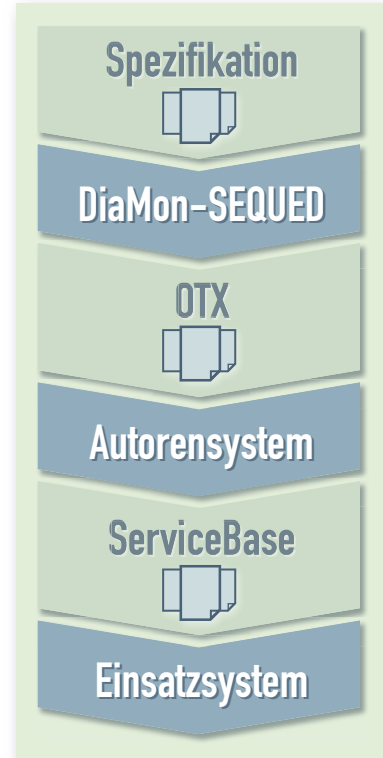 Spezifikation
DiaMon-SEQUED
OTX
Autorensystem
ServiceBase
Einsatzsystem